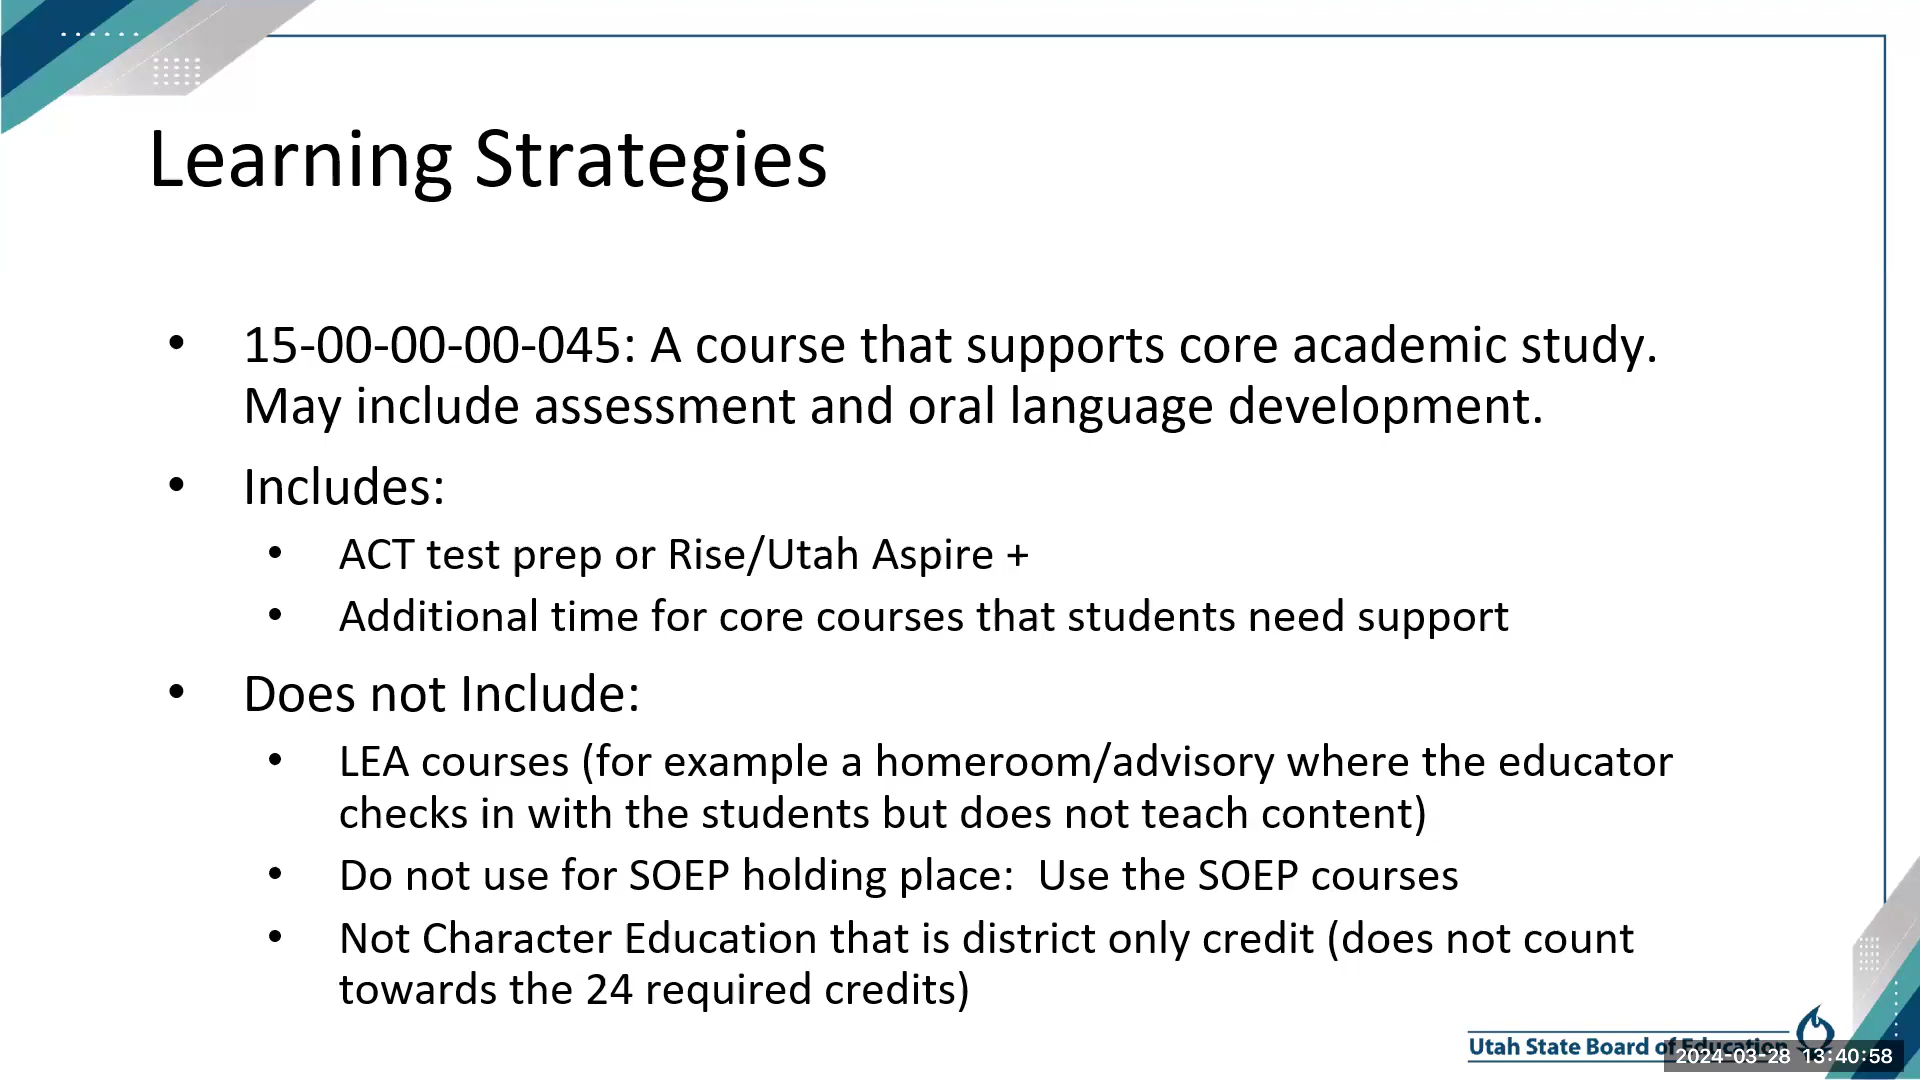 Learning Strategies
• 15-00-00-00-045: A course that supports core academic study.
May include assessment and oral language development.
• Includes:
• ACT test prep or Rise/Utah Aspire +
• Additional time for core courses that students need support
• Does not Include:
• LEA courses (for example a homeroom/advisory where the educator
checks in with the students but does not teach content)
• Do not use for SOEP holding place:  Use the SOEP courses
• Not Character Education that is district only credit (does not count
towards the 24 required credits)
Utah State Board of Education
2024-03-28 13:40:58